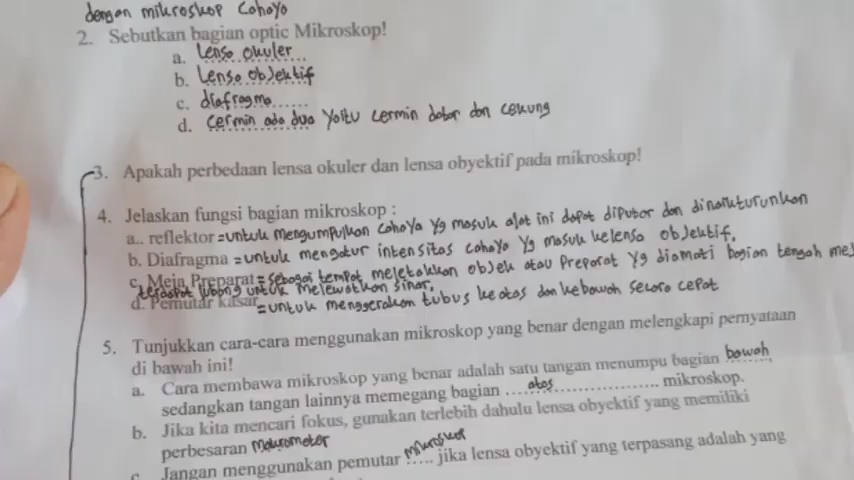 dengan mikroskop cahaya
2. Sebutkan bagian optic Mikroskop!
a. Lensa okuler
b. Lensa objektif
c. diafragma......
d. cermin ada dua yaitu cermin datar dan cekung
3. Apakah perbedaan lensa okuler dan lensa obyektif pada mikroskop!
4. Jelaskan fungsi bagian mikroskop :
a.. reflektor =untuk mengumpulkan cahaya yg masuk alat ini dapat diputar dan dinaikturunkan
b. Diafragma =untuk mengatur intensitas cahaya yg masuk kelensa objektif.
c. Meja Preparat= sebagai tempat meletakkan objek atau preparat yg diamati bagian tengah
terdapat lubang untuk melewatkan sinar.
d. Pemutar kasar =untuk menggerakan tubus keatas dan kebawah secara cepat
5. Tunjukkan cara-cara menggunakan mikroskop yang benar dengan melengkapi pernyataan
di bawah ini!
a. Cara membawa mikroskop yang benar adalah satu tangan menumpu bagian bawah
sedangkan tangan lainnya memegang bagian ....atas................. mikroskop.
b. Jika kita mencari fokus, gunakan terlebih dahulu lensa obyektif yang memiliki
perbesaran makrometer
c. Jangan menggunakan pemutar ..... jika lensa obyektif yang terpasang adalah yang